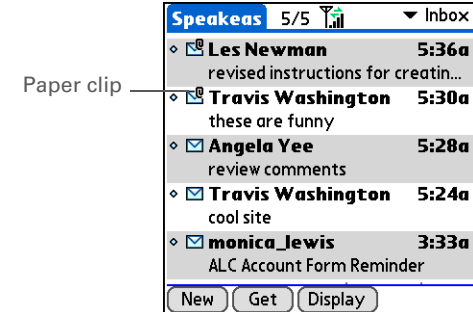 Speakeas 5/5 Inbox
Les Newman 5:36a
revised instructions for creatin...
Paper clip
Travis Washington 5:30a
these are funny
Angela Yee 5:28a
review comments
Travis Washington 5:24a
cool site
monica_lewis 3:33a
ALC Account Form Reminder
New Get Display